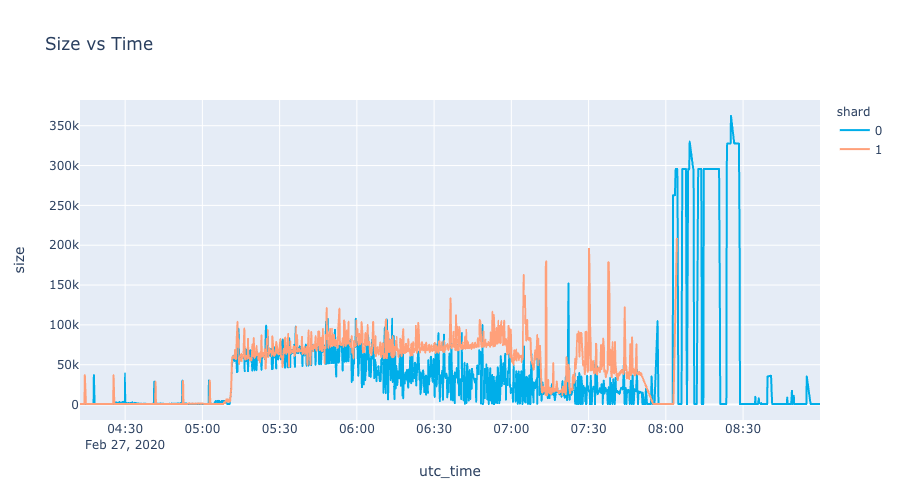 Size vs Time
shard
0
1
350k
300k
250k
200k
150k
100k
50k
0
size
04:30
05:00
05:30
06:00
06:30
07:00
07:30
08:00
08:30
Feb 27, 2020
utc_time